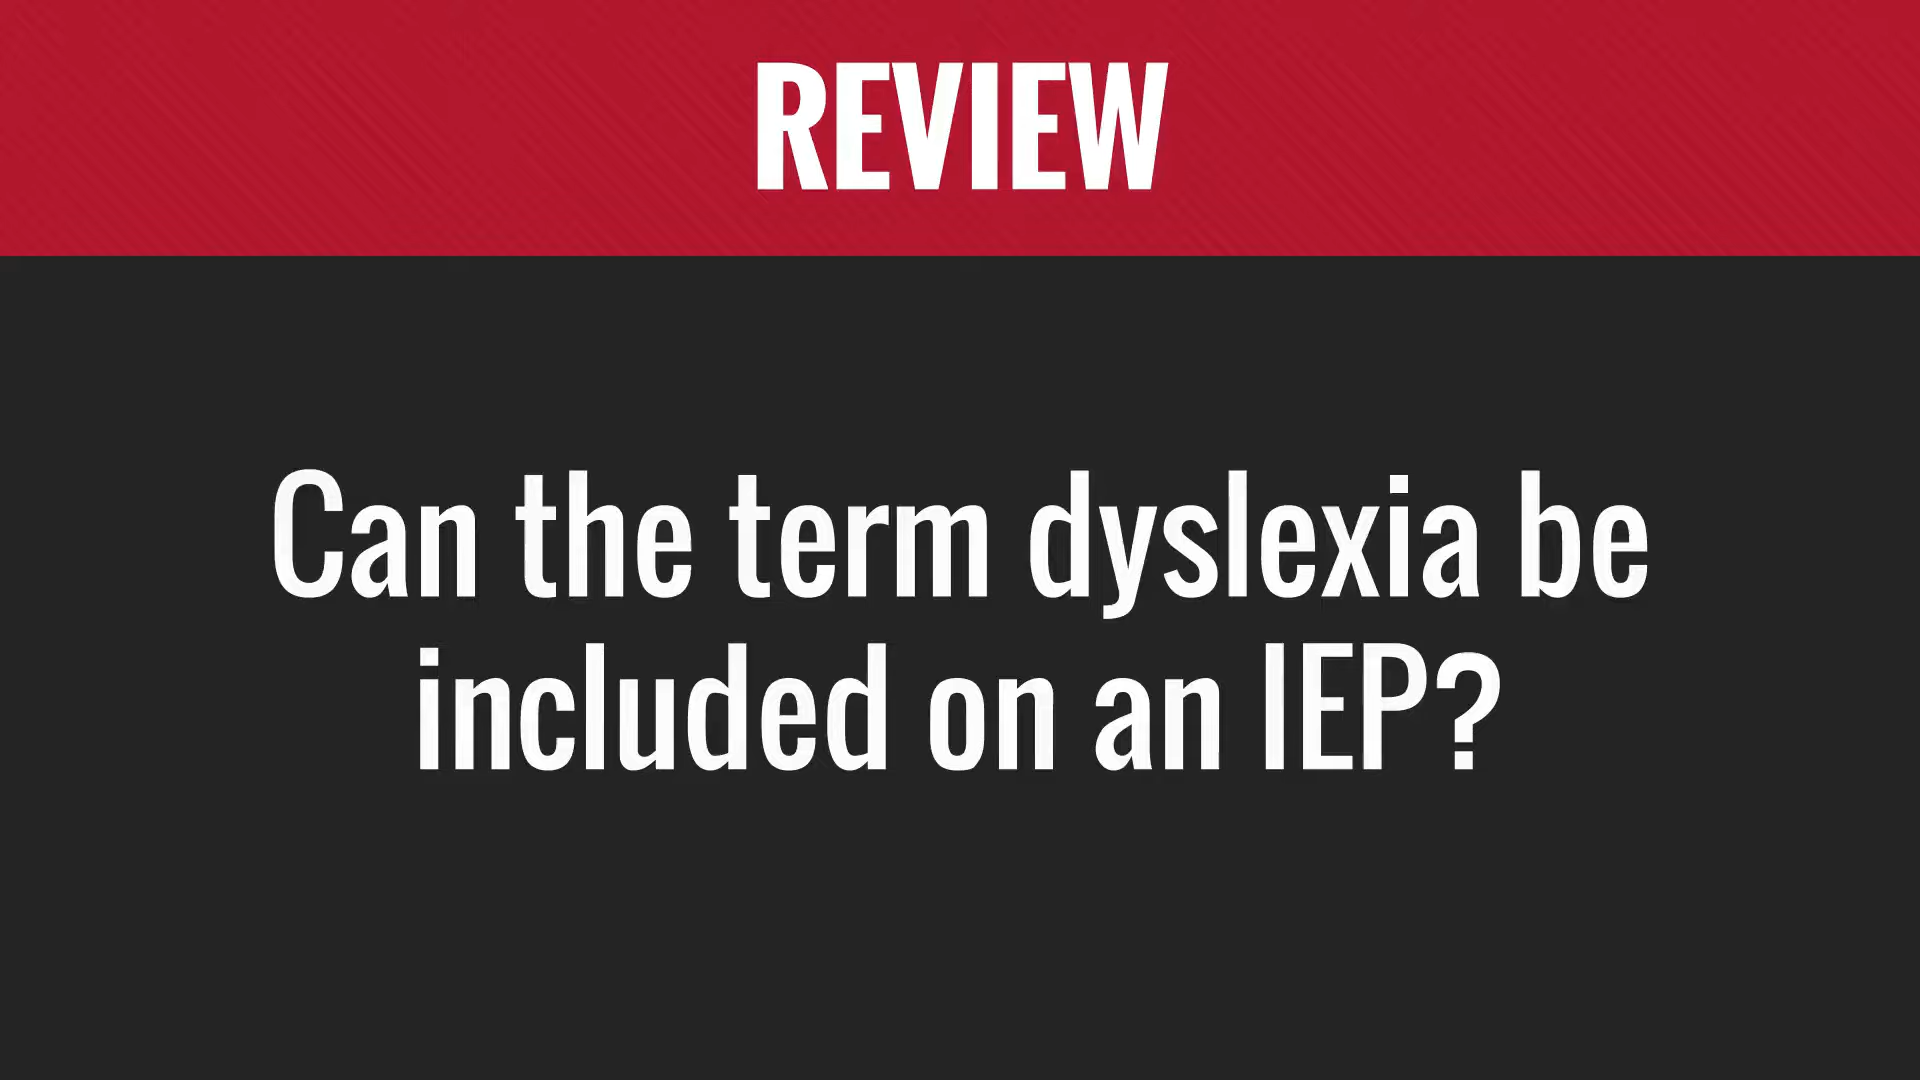 REVIEW
Can the term dyslexia be
included on an IEP?